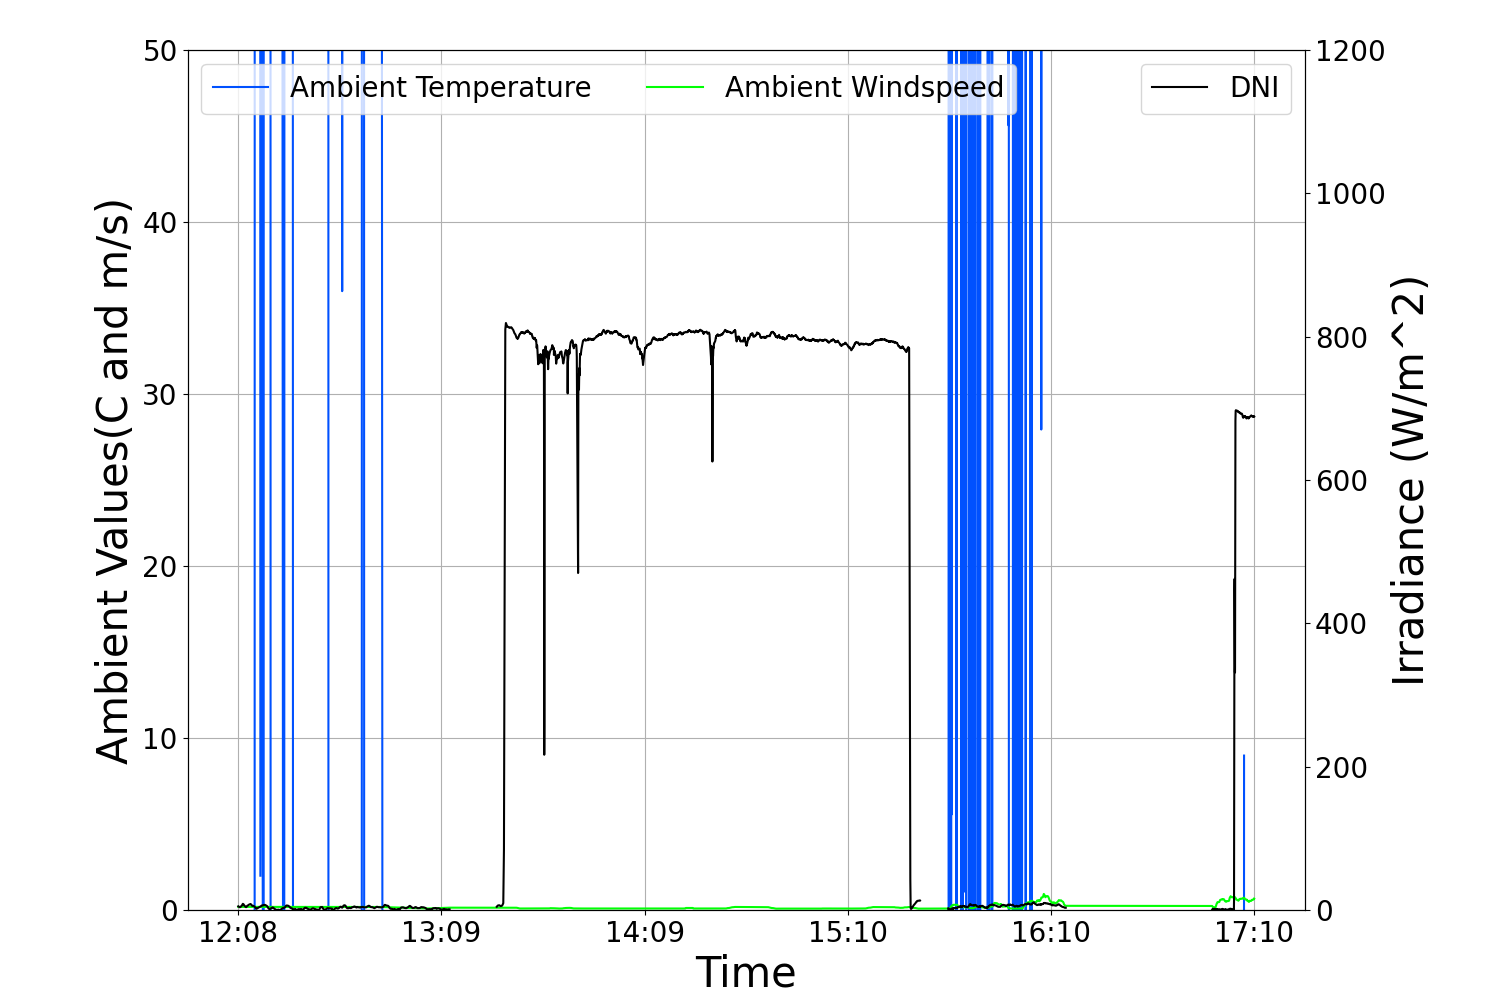 Ambient Temperature Ambient Windspeed DNI
Ambient Values(C and m/s)
50
40
30
20
10
0
1200
1000
800
600
400
200
0
Irradiance (W/m^2)
12:08 13:09 14:09 15:10 16:10 17:10
Time